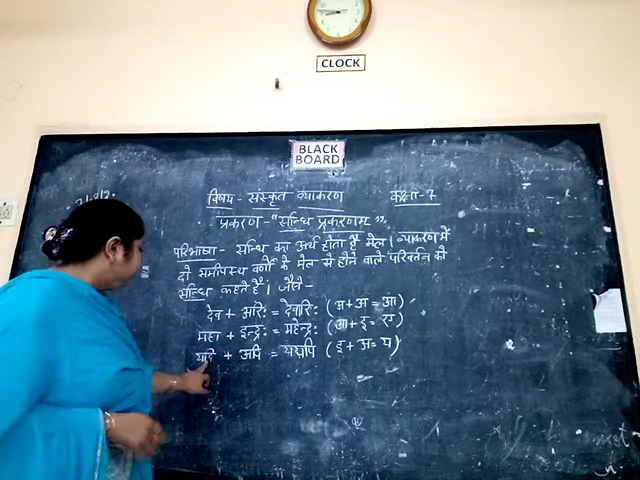 CLOCK
BLACK
BOARD
विषय - संस्कृत व्याकरण कक्षा - 7
प्रकरण - "सन्धि प्रकरणम्",
परिभाषा - सन्धि का अर्थ होता है मेल। व्याकरण में
दो समीपस्थ वर्णों के मेल से होने वाले परिवर्तन को
सन्धि कहते हैं। जैसे -
देव + अरिः = देवारिः (अ + अ = आ)
महा + इन्द्रः = महेन्द्रः (आ + इ = ए)
यदि + अपि = यद्यपि (इ + अ = य)